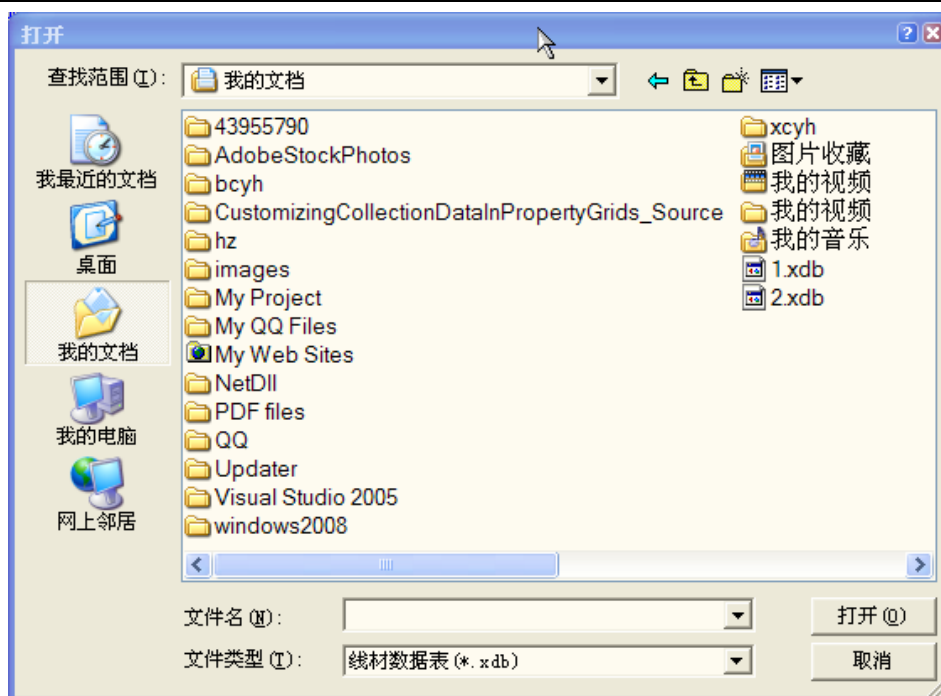 打开
查找范围(I):
我的文档
我最近的文档
桌面
我的文档
我的电脑
网上邻居
43955790
AdobeStockPhotos
bcyh
CustomizingCollectionDataInPropertyGrids_Source
hz
images
My Project
My QQ Files
My Web Sites
NetDll
PDF files
QQ
Updater
Visual Studio 2005
windows2008
xcyh
图片收藏
我的视频
我的视频
我的音乐
1.xdb
2.xdb
文件名(N):
打开(O)
文件类型(T):
线材数据表(*.xdb)
取消